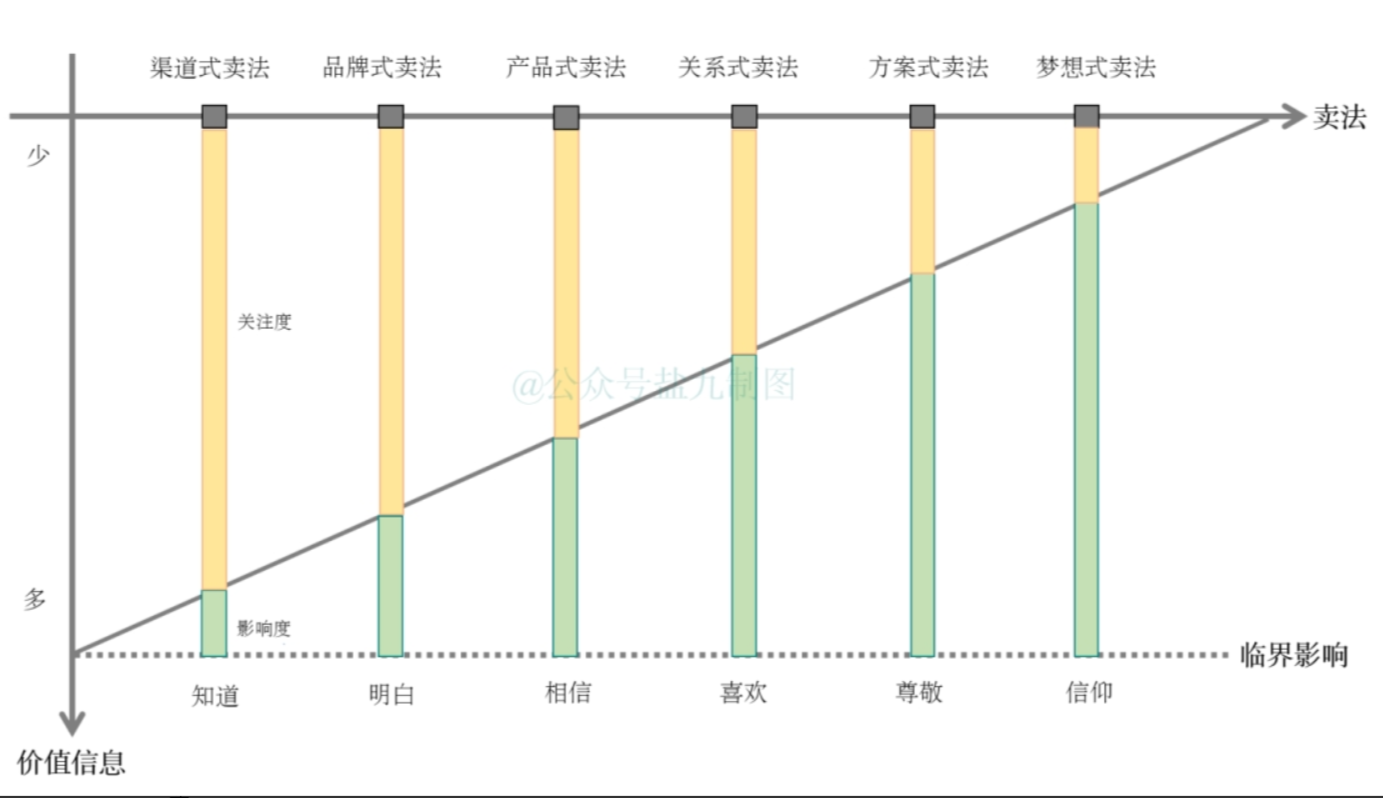 渠道式卖法
品牌式卖法
产品式卖法
关系式卖法
方案式卖法
梦想式卖法
卖法
少
关注度
@公众号盐九制图
多
影响度
临界影响
知道
明白
相信
喜欢
尊敬
信仰
价值信息